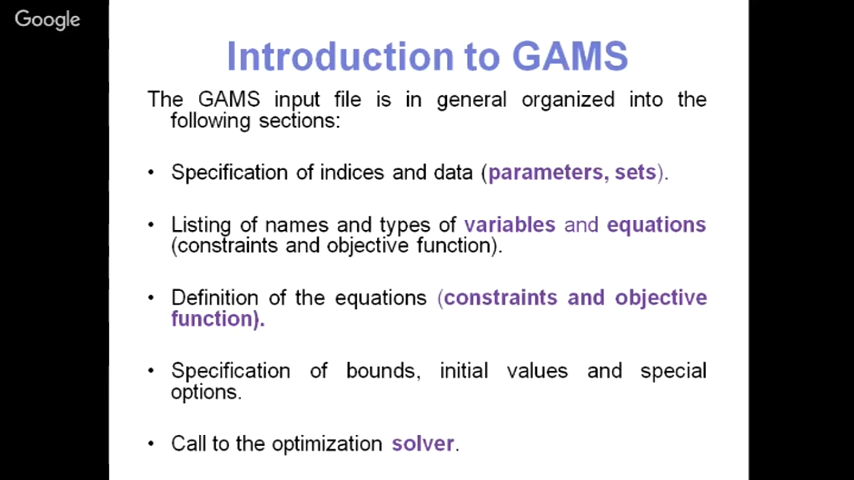 Google
Introduction to GAMS
The GAMS input file is in general organized into the
following sections:
• Specification of indices and data (parameters, sets).
• Listing of names and types of variables and equations
(constraints and objective function).
• Definition of the equations (constraints and objective
function).
• Specification of bounds, initial values and special
options.
• Call to the optimization solver.